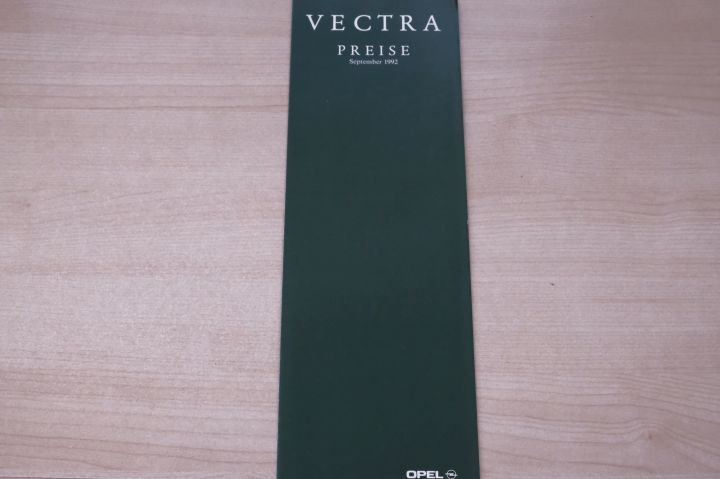 VECTRA
PREISE
September 1992
OPEL